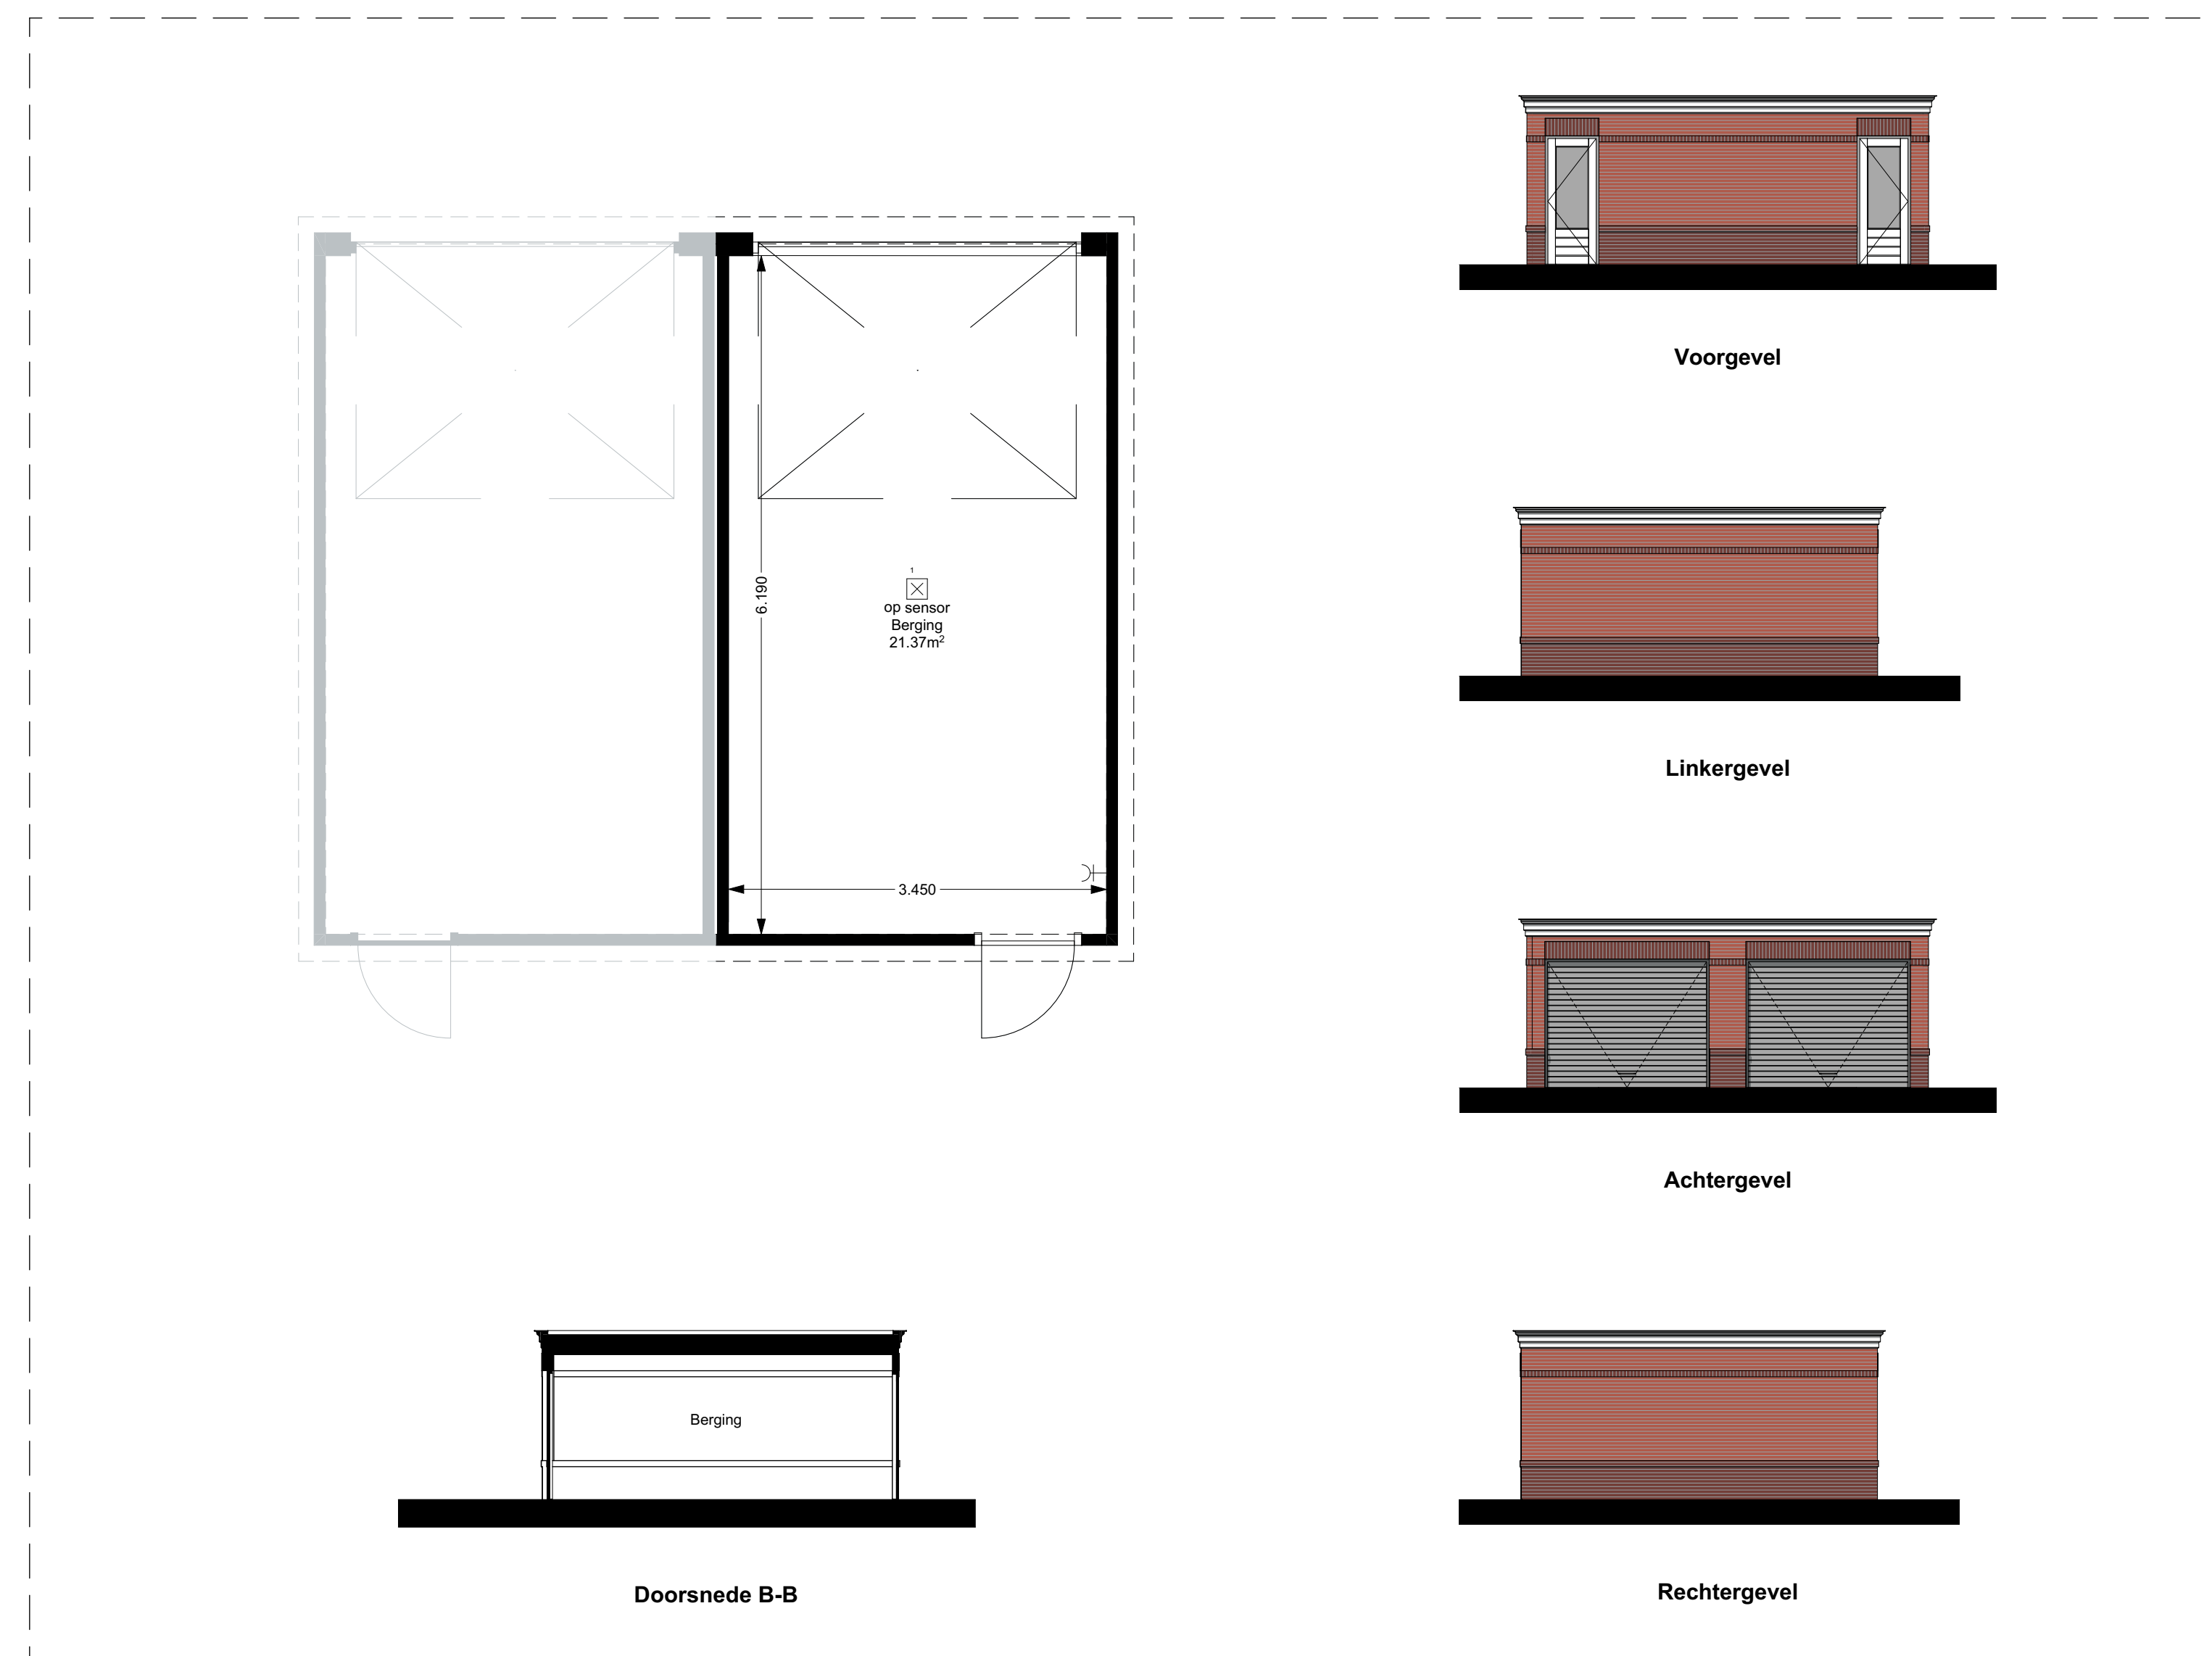 Voorgevel
6.190
1
op sensor
Berging
21.37m²
Linkergevel
3.450
Achtergevel
Berging
Doorsnede B-B
Rechtergevel